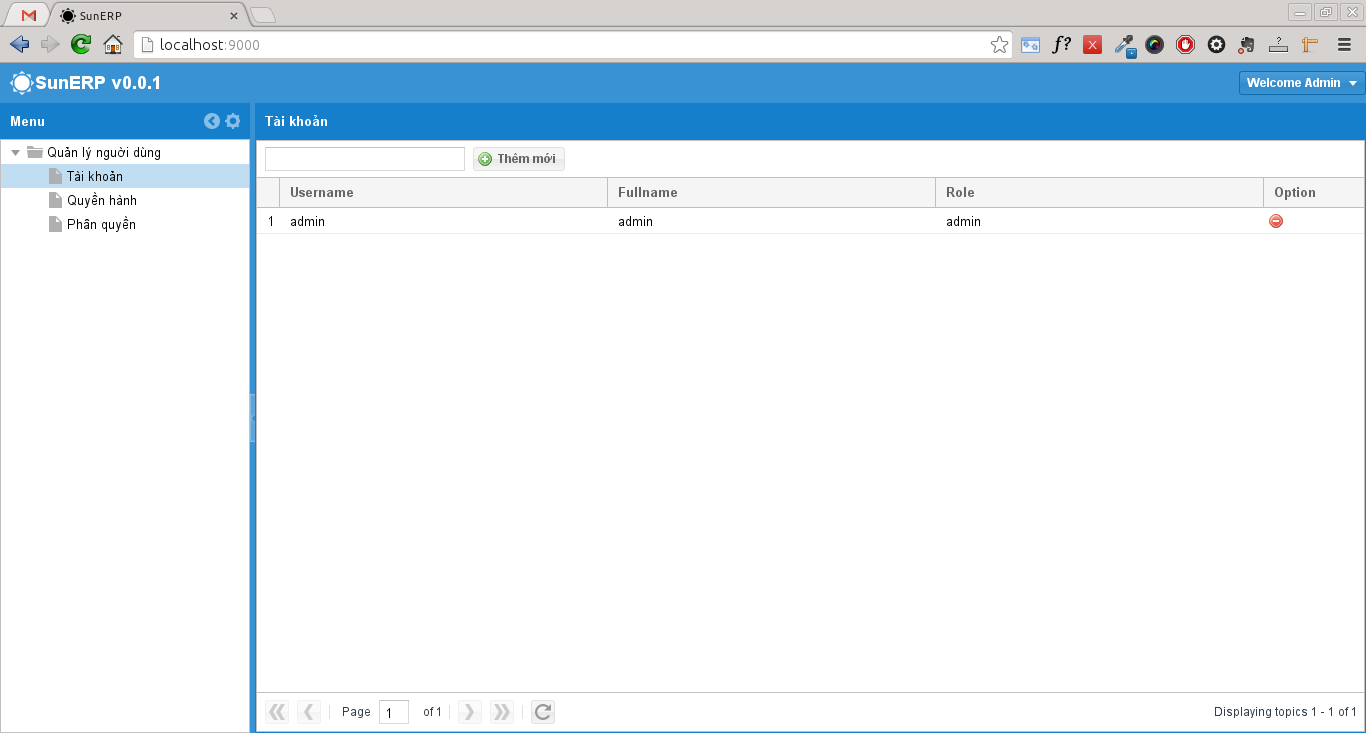 SunERP
localhost:9000
f?
SunERP v0.0.1
Welcome Admin
Menu
Tài khoản
Quản lý người dùng
Tài khoản
Quyền hành
Phân quyền
Thêm mới
Username Fullname Role Option
1 admin admin admin
Page 1 of 1
Displaying topics 1 - 1 of 1